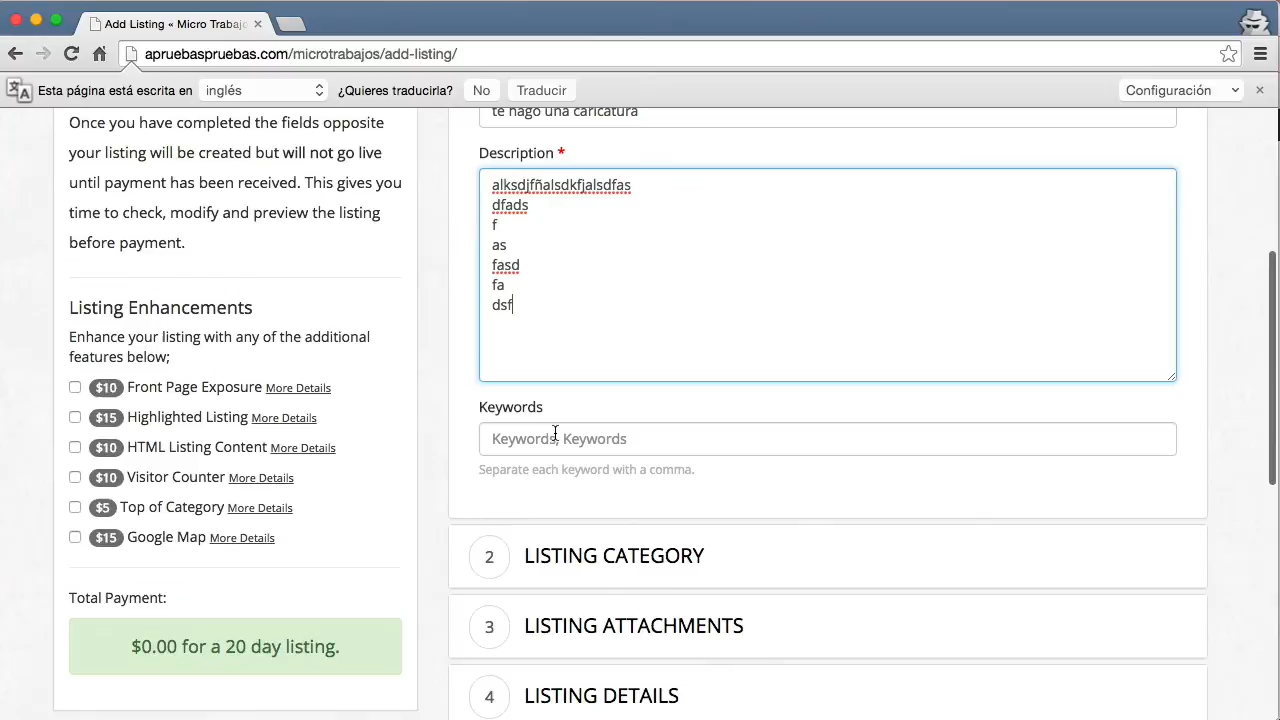 Add Listing « Micro Trabajo
apruebaspruebas.com/microtrabajos/add-listing/
Esta página está escrita en inglés ¿Quieres traducirla? No Traducir Configuración
Once you have completed the fields opposite
your listing will be created but will not go live
until payment has been received. This gives you
time to check, modify and preview the listing
before payment.
Listing Enhancements
Enhance your listing with any of the additional
features below;
$10 Front Page Exposure More Details
$15 Highlighted Listing More Details
$10 HTML Listing Content More Details
$10 Visitor Counter More Details
$5 Top of Category More Details
$15 Google Map More Details
Total Payment:
$0.00 for a 20 day listing.
te hago una caricatura
Description *
alksdjfñalsdkfjalsdfas
dfads
f
as
fasd
fa
dsf
Keywords
Keywords, Keywords
Separate each keyword with a comma.
2 LISTING CATEGORY
3 LISTING ATTACHMENTS
4 LISTING DETAILS